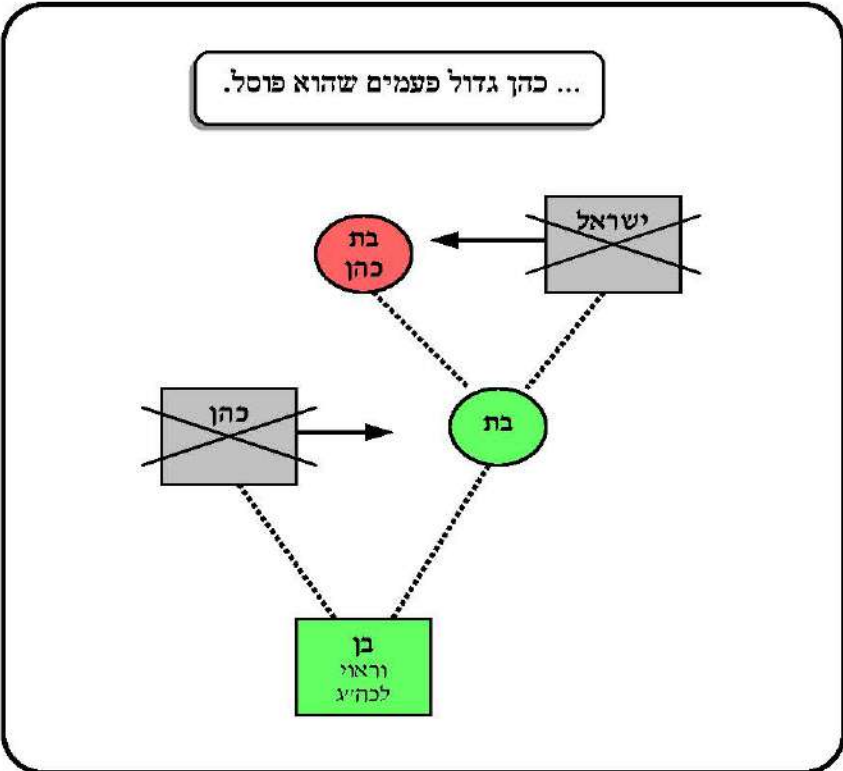 ... כהן גדול פעמים שהוא פוסל.
ישראל
בת
כהן
בת
כהן
בן
וראוי
לכה״ג